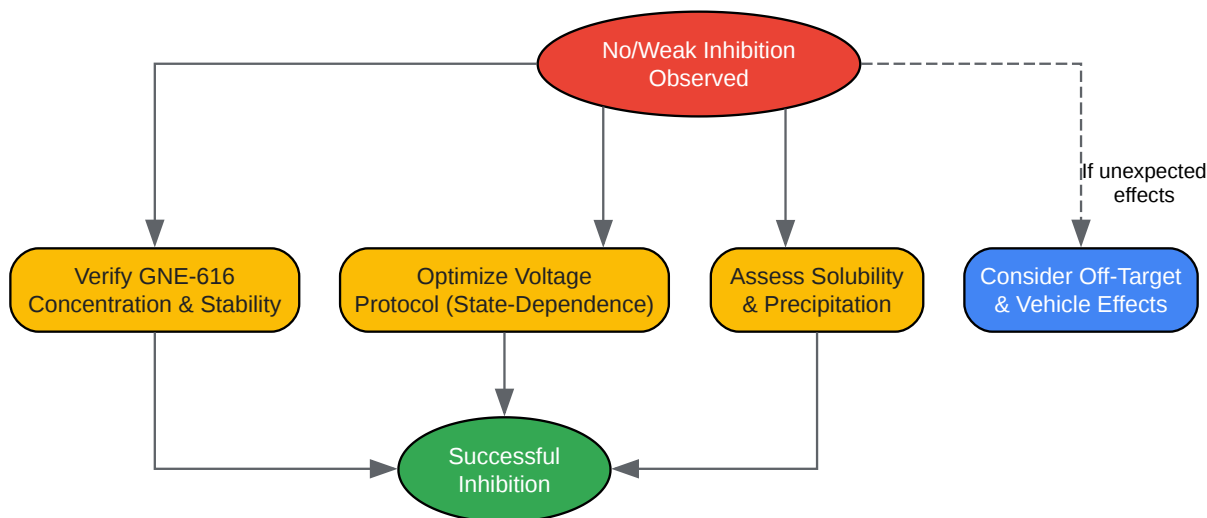 No/Weak Inhibition
Observed
If unexpected
effects
Verify GNE-616
Concentration & Stability
Optimize Voltage
Protocol (State-Dependence)
Assess Solubility
& Precipitation
Consider Off-Target
& Vehicle Effects
Successful
Inhibition